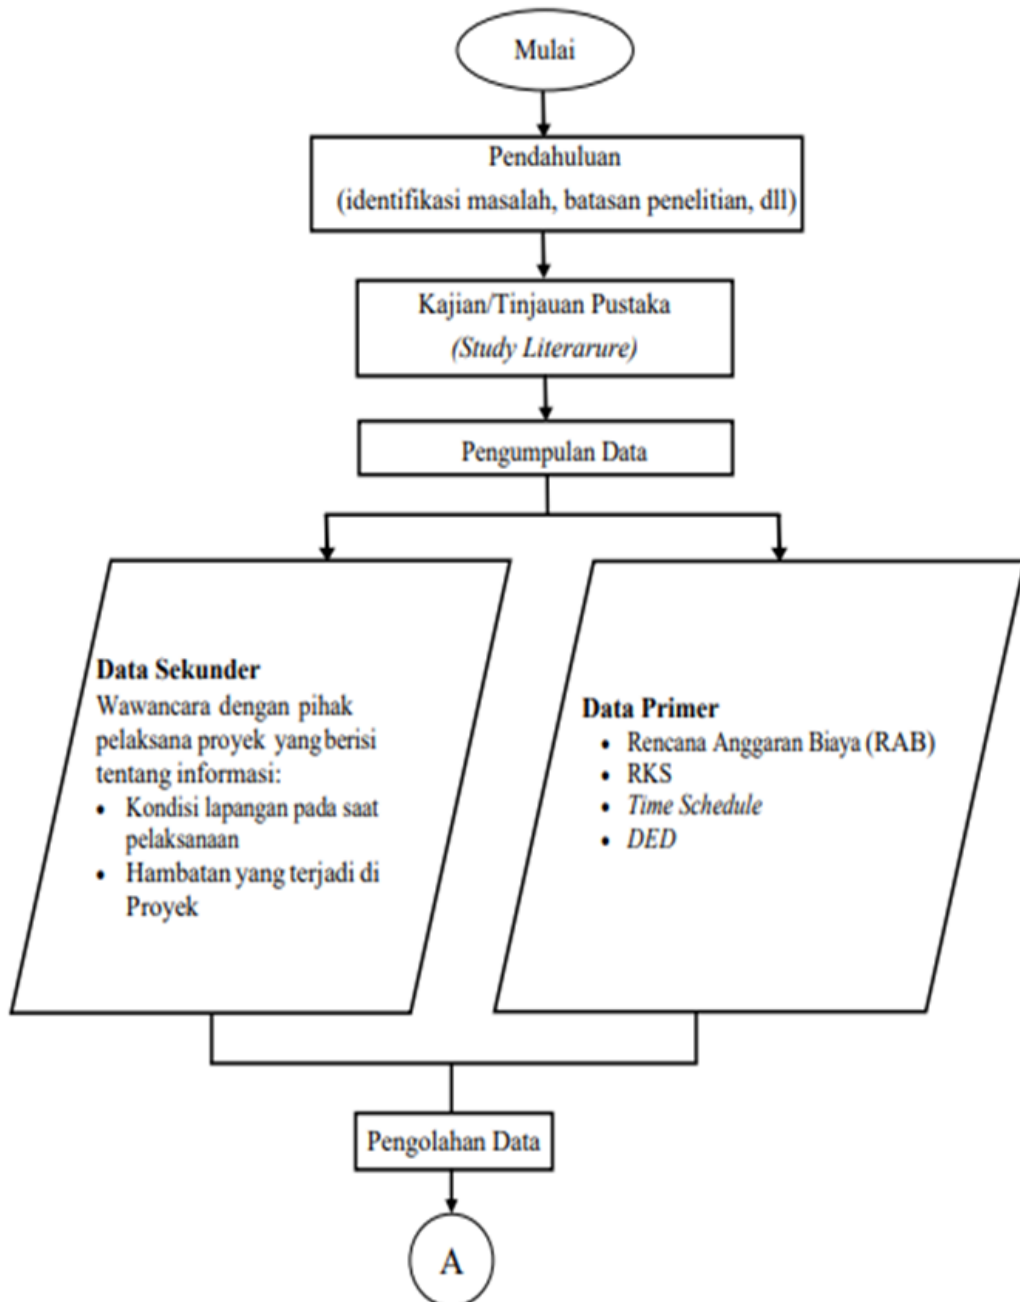 Mulai
Pendahuluan
(identifikasi masalah, batasan penelitian, dll)
Kajian/Tinjauan Pustaka
(Study Literarure)
Pengumpulan Data
Data Sekunder
Wawancara dengan pihak
pelaksana proyek yang berisi
tentang informasi:
• Kondisi lapangan pada saat
pelaksanaan
• Hambatan yang terjadi di
Proyek
Data Primer
• Rencana Anggaran Biaya (RAB)
• RKS
• Time Schedule
• DED
Pengolahan Data
A